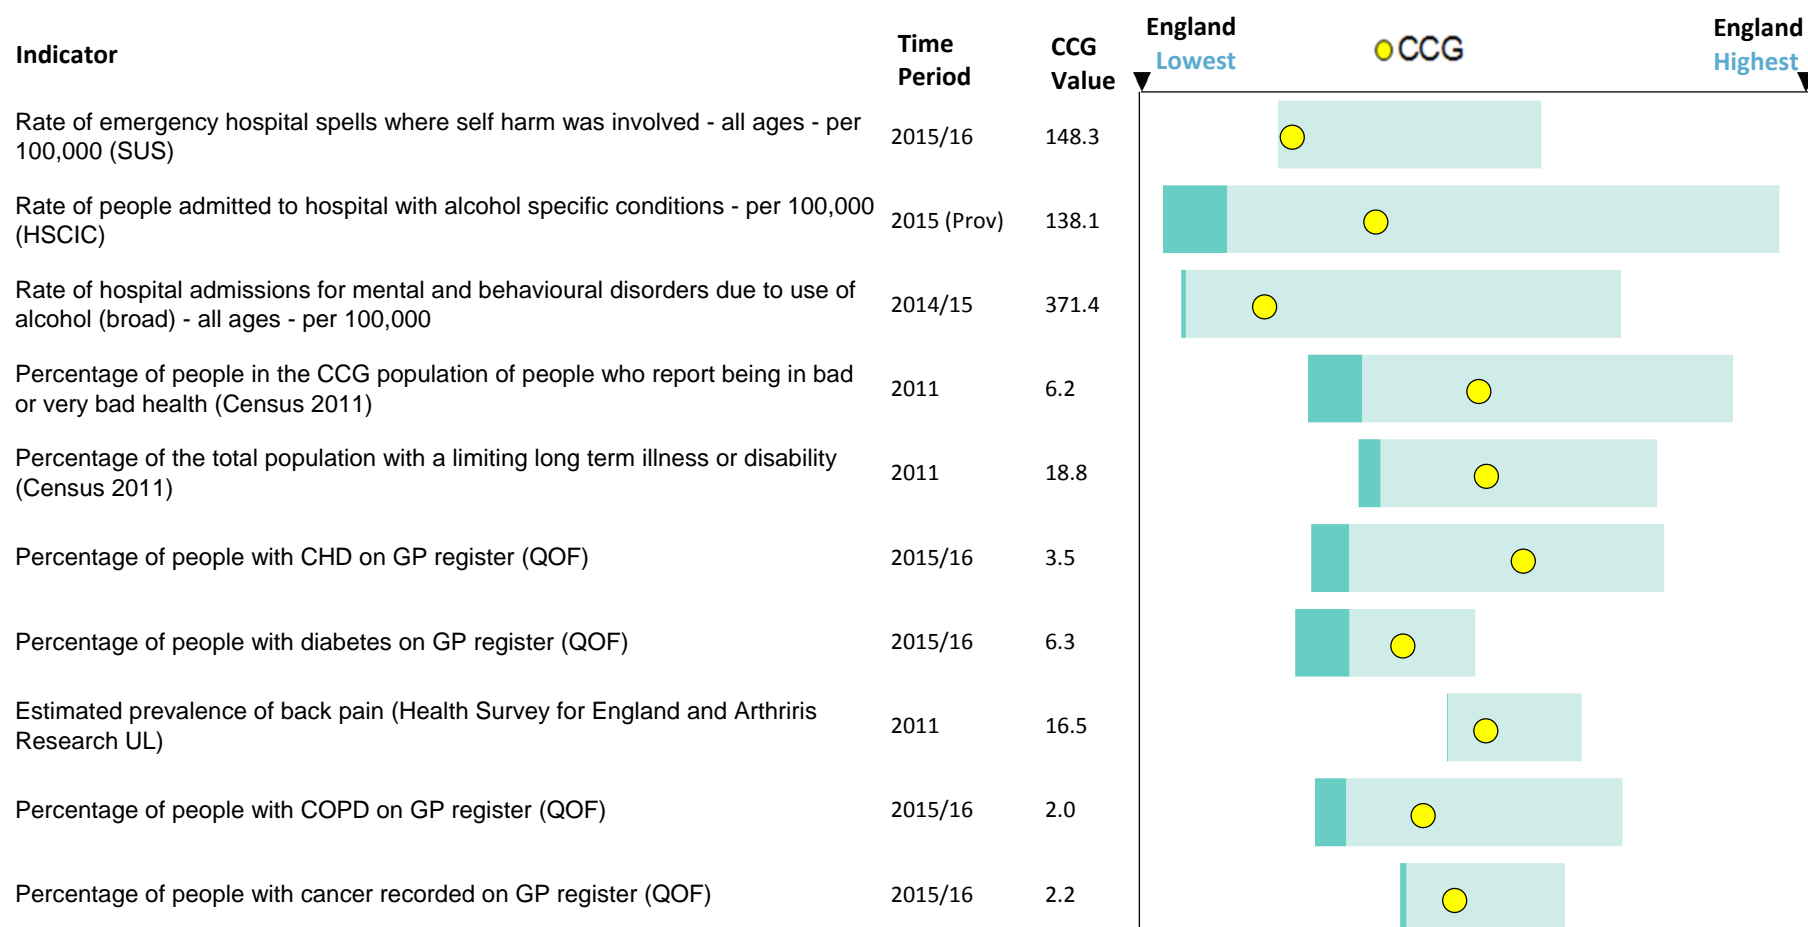 Indicator
Time
Period
CCG
Value
England
Lowest
CCG
England
Highest
Rate of emergency hospital spells where self harm was involved - all ages - per
100,000 (SUS)
2015/16
148.3
Rate of people admitted to hospital with alcohol specific conditions - per 100,000
(HSCIC)
2015 (Prov)
138.1
Rate of hospital admissions for mental and behavioural disorders due to use of
alcohol (broad) - all ages - per 100,000
2014/15
371.4
Percentage of people in the CCG population of people who report being in bad
or very bad health (Census 2011)
2011
6.2
Percentage of the total population with a limiting long term illness or disability
(Census 2011)
2011
18.8
Percentage of people with CHD on GP register (QOF)
2015/16
3.5
Percentage of people with diabetes on GP register (QOF)
2015/16
6.3
Estimated prevalence of back pain (Health Survey for England and Arthriris
Research UL)
2011
16.5
Percentage of people with COPD on GP register (QOF)
2015/16
2.0
Percentage of people with cancer recorded on GP register (QOF)
2015/16
2.2